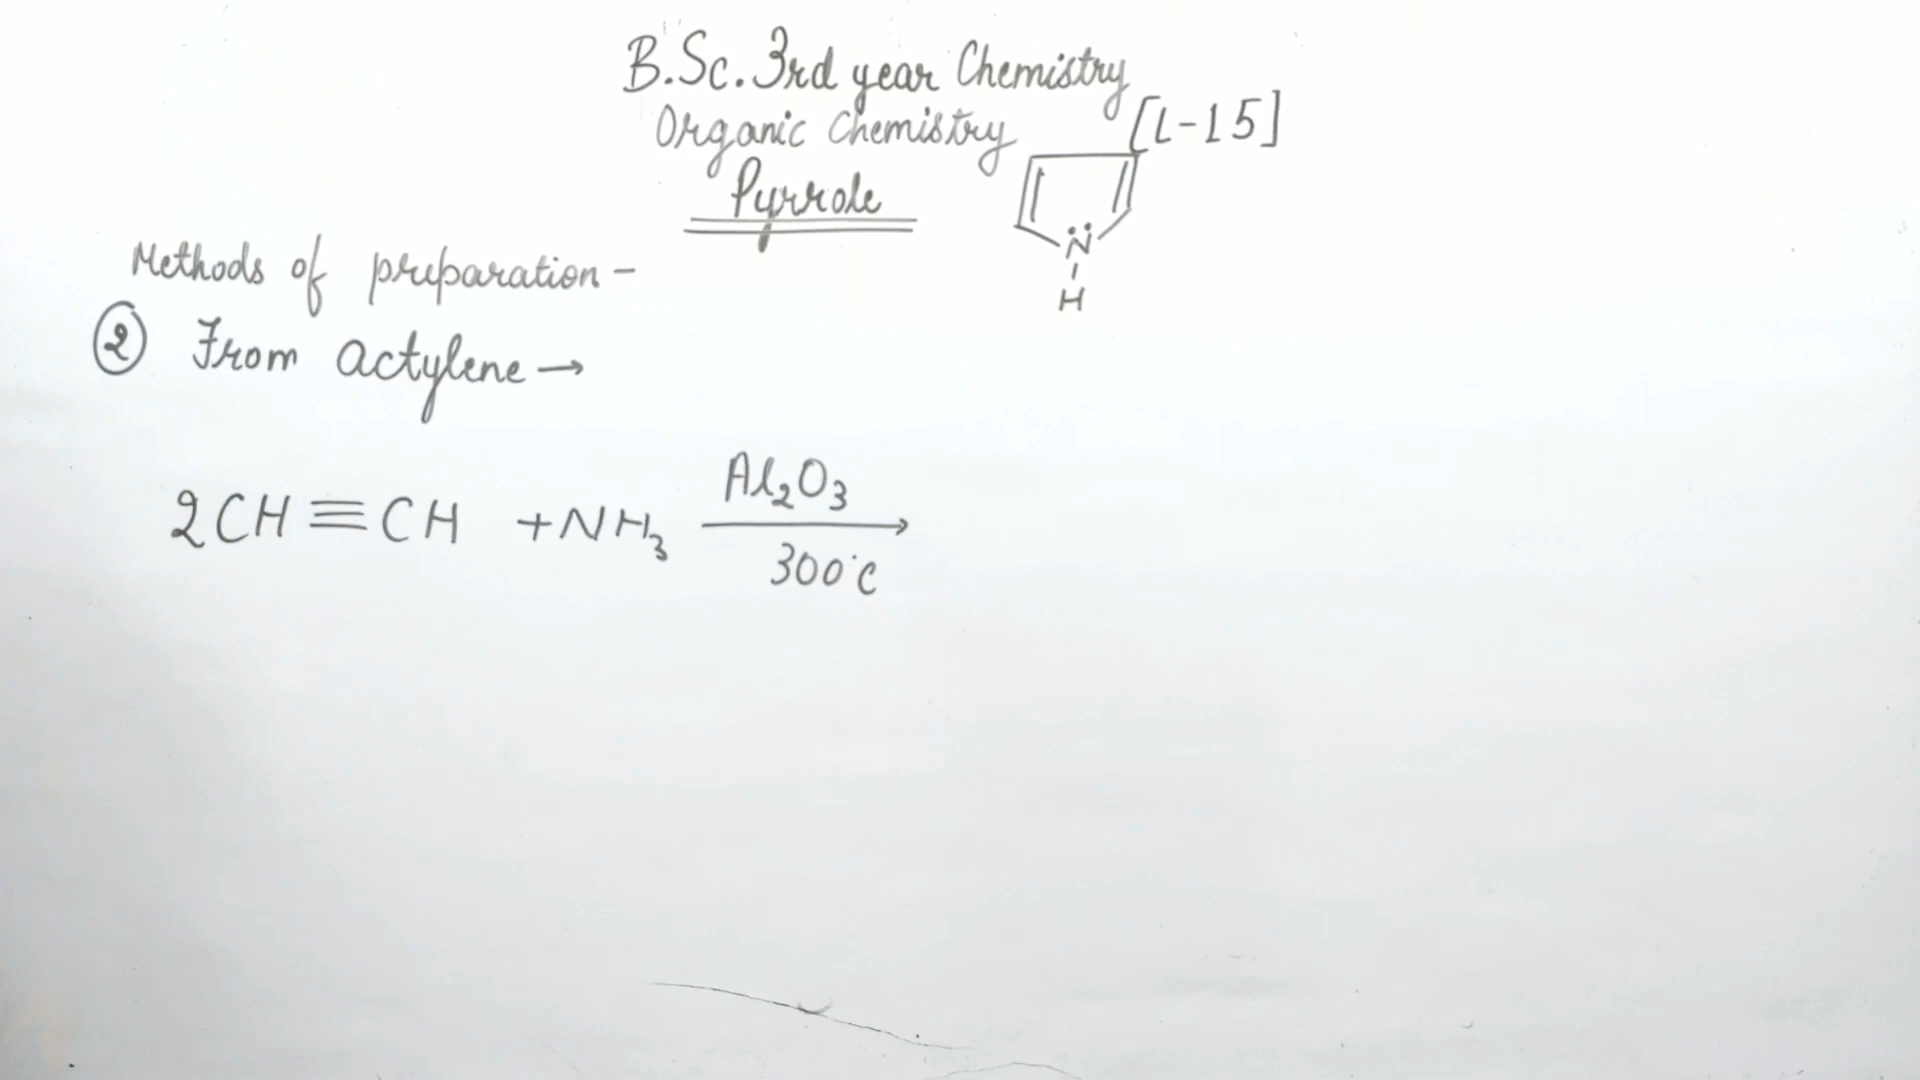 B.Sc. 3rd year Chemistry
[L-15]
Organic Chemistry
Pyrrole
N
H
Methods of preparation -
② From actylene →
2CH≡CH + NH₃ →
Al₂O₃
300°C